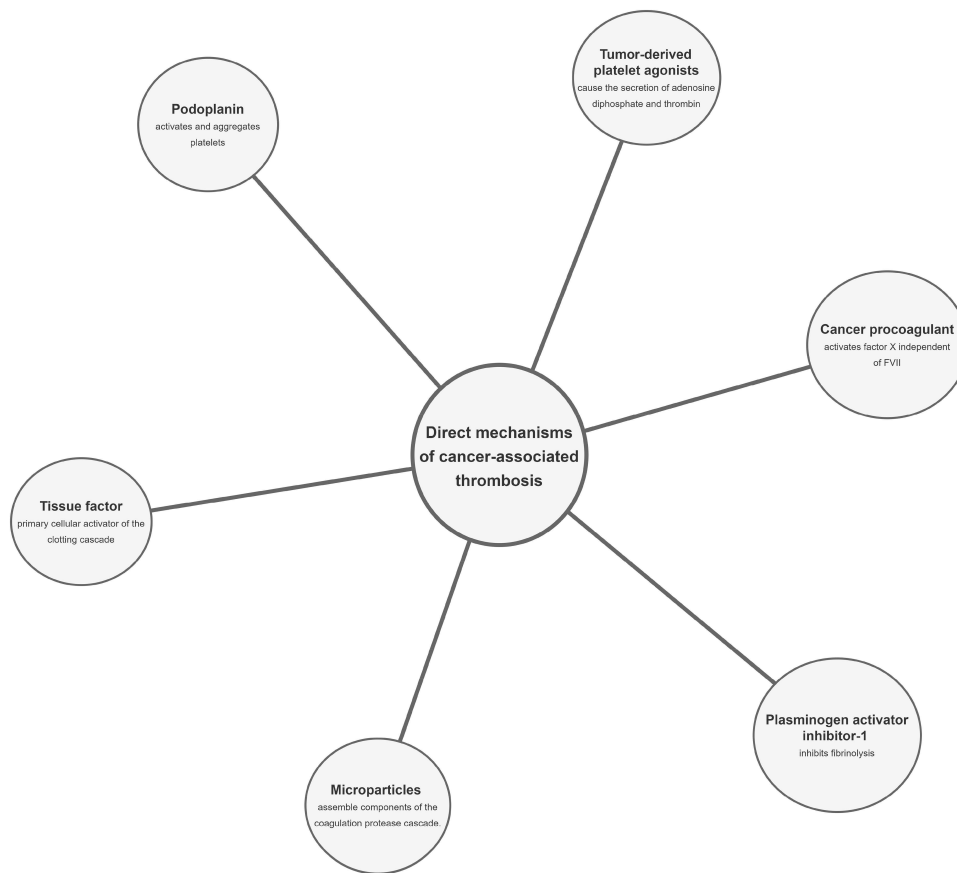 Tumor-derived
platelet agonists
cause the secretion of adenosine
diphosphate and thrombin
Podoplanin
activates and aggregates
platelets
Cancer procoagulant
activates factor X independent
of FVII
Direct mechanisms
of cancer-associated
thrombosis
Tissue factor
primary cellular activator of the
clotting cascade
Plasminogen activator
inhibitor-1
inhibits fibrinolysis
Microparticles
assemble components of the
coagulation protease cascade.